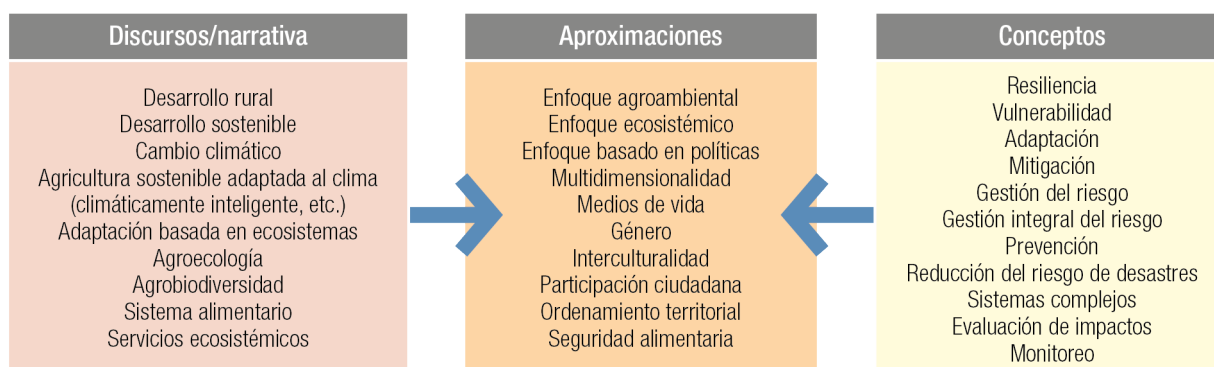 Discursos/narrativa
Desarrollo rural
Desarrollo sostenible
Cambio climático
Agricultura sostenible adaptada al clima
(climáticamente inteligente, etc.)
Adaptación basada en ecosistemas
Agroecología
Agrobiodiversidad
Sistema alimentario
Servicios ecosistémicos
Aproximaciones
Enfoque agroambiental
Enfoque ecosistémico
Enfoque basado en políticas
Multidimensionalidad
Medios de vida
Género
Interculturalidad
Participación ciudadana
Ordenamiento territorial
Seguridad alimentaria
Conceptos
Resiliencia
Vulnerabilidad
Adaptación
Mitigación
Gestión del riesgo
Gestión integral del riesgo
Prevención
Reducción del riesgo de desastres
Sistemas complejos
Evaluación de impactos
Monitoreo